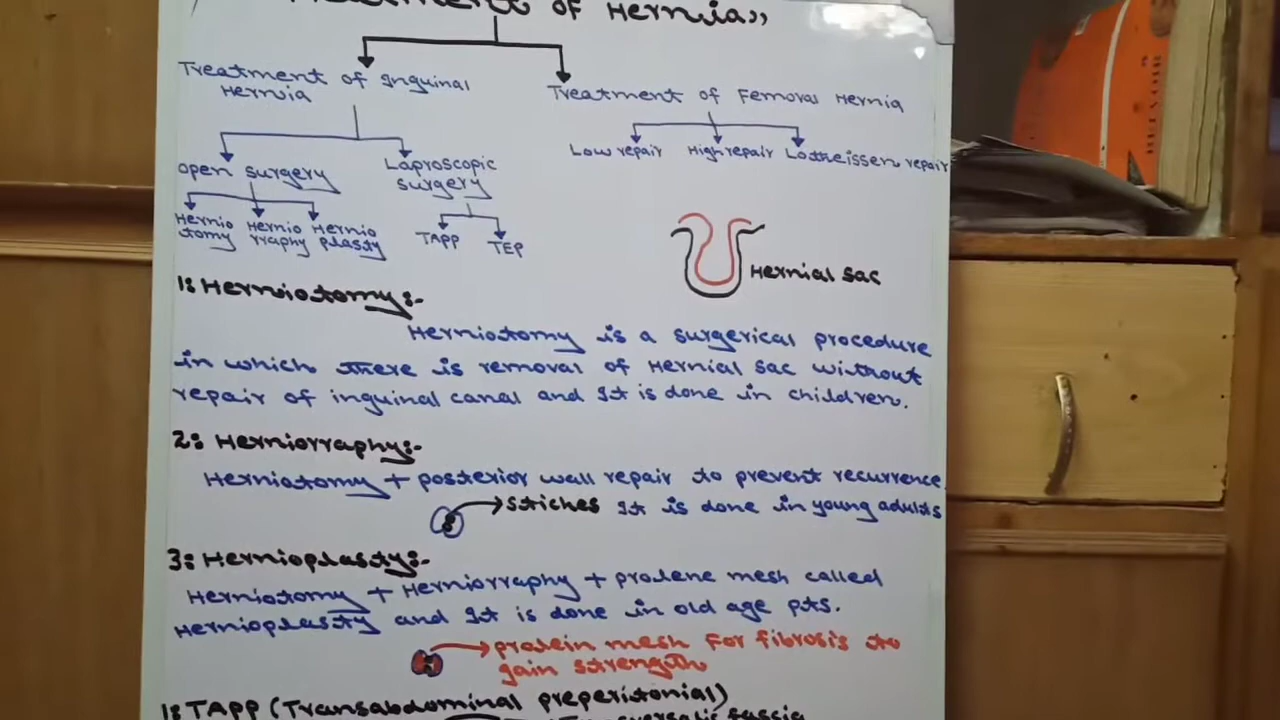 Treatment of Hernia"
Treatment of Inguinal
Hernia
Treatment of Femoral Hernia
Low repair High repair Lotheissen repair
Open surgery
Laproscopic
surgery
Hernio
tomy
Hernio
rraphy
Hernio
plasty
TAPP
TEP
Hernial sac
1: Herniotomy:-
Herniotomy is a surgerical procedure
in which there is removal of Hernial sac without
repair of inguinal canal and It is done in children.
2: Herniorraphy:-
Herniotomy + posterior wall repair to prevent recurrence.
stiches It is done in young adults
3: Hernioplasty:-
Herniotomy + Herniorraphy + prolene mesh called
Hernioplasty and It is done in old age pts.
protein mesh for fibrosis to
gain strength
1: TAPP (Transabdominal preperitonial)